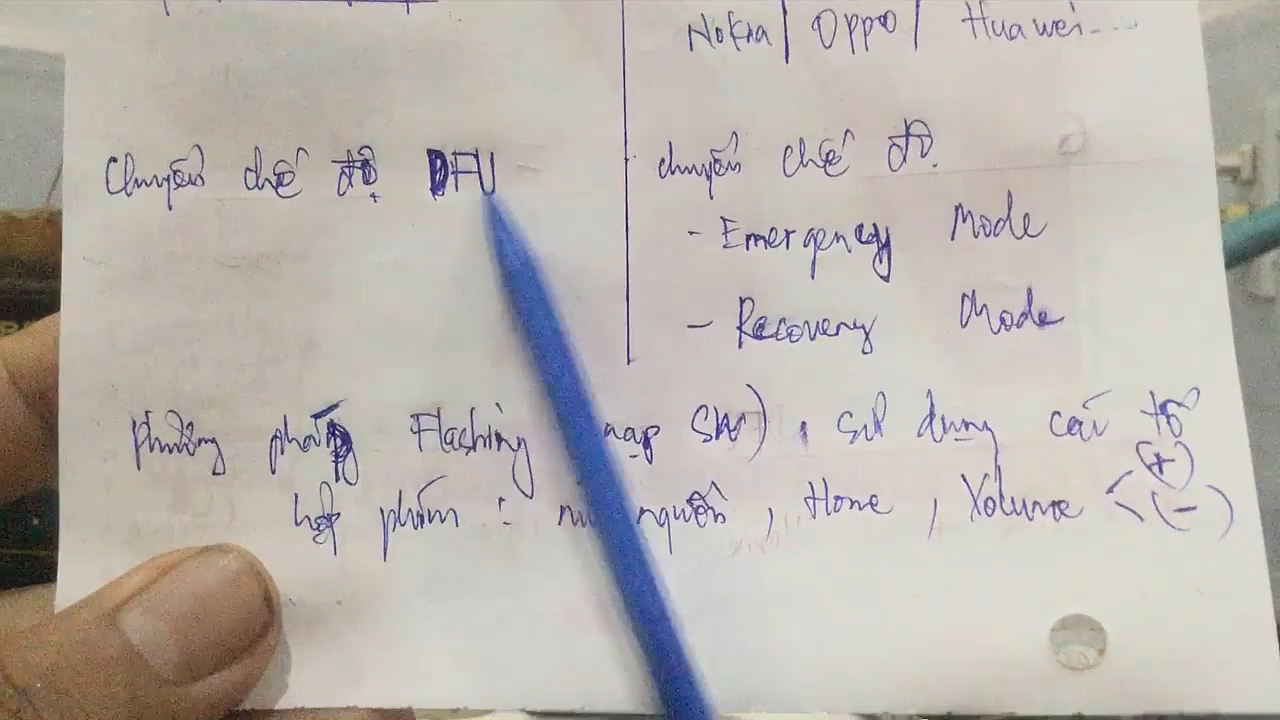 Nokia / Oppo / Huawei....
Chuyển chế độ DFU
chuyển chế độ
- Emergency Mode
- Recovery Mode
Phương pháp Flashing nạp SW), sử dụng các tổ
hợp phím : nguồn, Home, Volume < (+) (-)